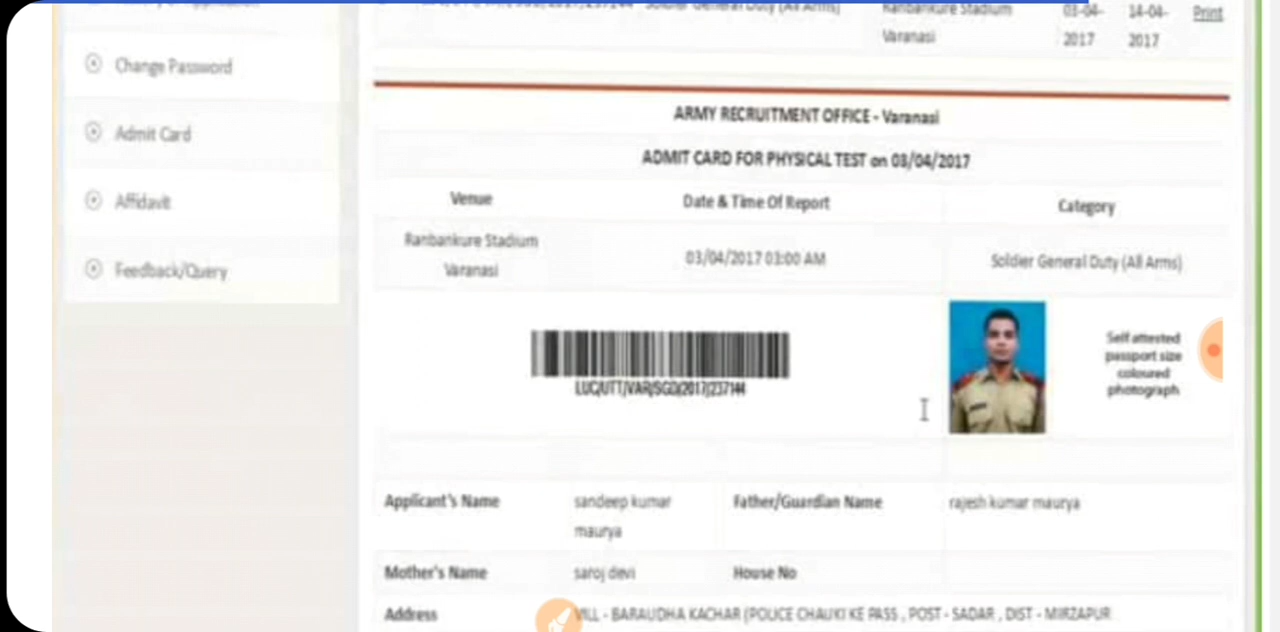 Change Password
Admit Card
Affidavit
Feedback/Query
Soldier General Duty (All Arms)
Ranbankure Stadium
Varanasi
03-04-
2017
14-04-
2017
Print
ARMY RECRUITMENT OFFICE - Varanasi
ADMIT CARD FOR PHYSICAL TEST on 03/04/2017
Venue Date & Time Of Report Category
Ranbankure Stadium
Varanasi
03/04/2017 03:00 AM
Soldier General Duty (All Arms)
LUC/UTT/VAR/SGD/2017/237144
Self attested
passport size
coloured
photograph
Applicant's Name sandeep kumar
maurya
Father/Guardian Name rajesh kumar maurya
Mother's Name saroj devi House No
Address VILL - BARAUDHA KACHAR (POLICE CHAUKI KE PASS , POST - SADAR , DIST - MIRZAPUR